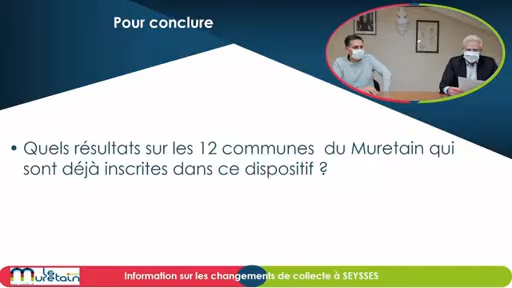 Pour conclure
• Quels résultats sur les 12 communes du Muretain qui
sont déjà inscrites dans ce dispositif ?
Le
Muretain
Information sur les changements de collecte à SEYSSES